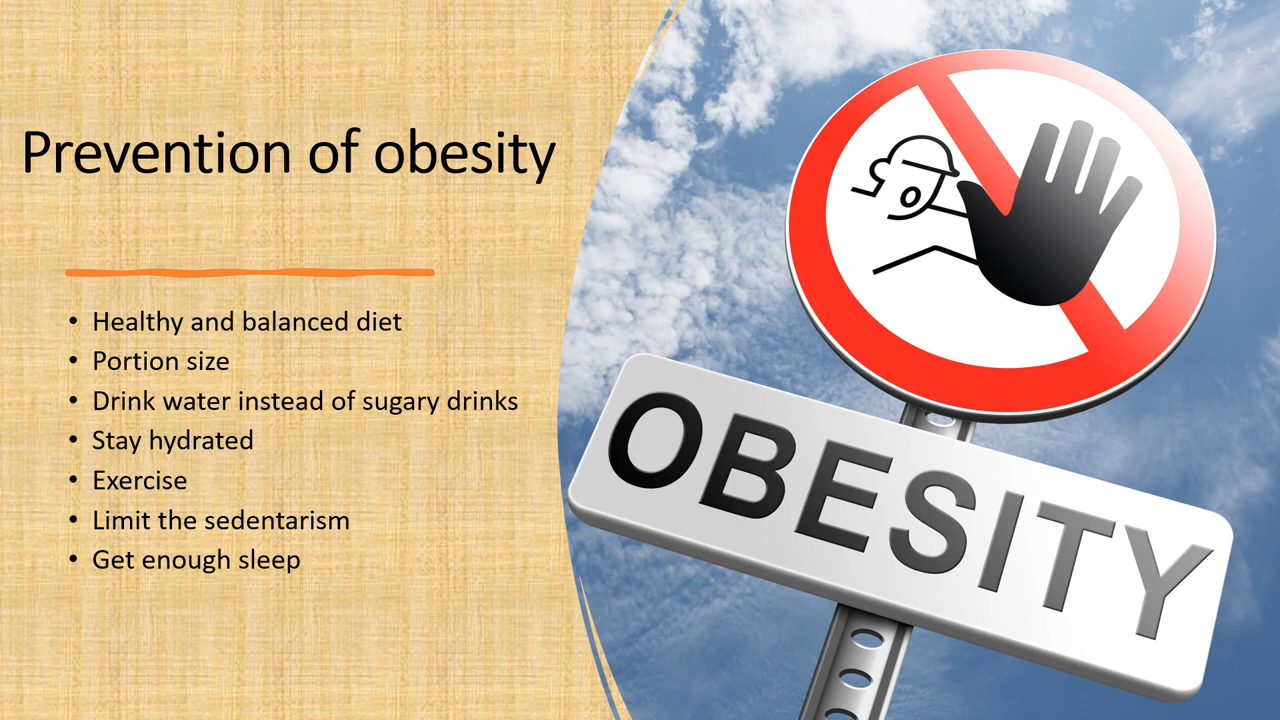 Prevention of obesity
• Healthy and balanced diet
• Portion size
• Drink water instead of sugary drinks
• Stay hydrated
• Exercise
• Limit the sedentarism
• Get enough sleep
OBESITY